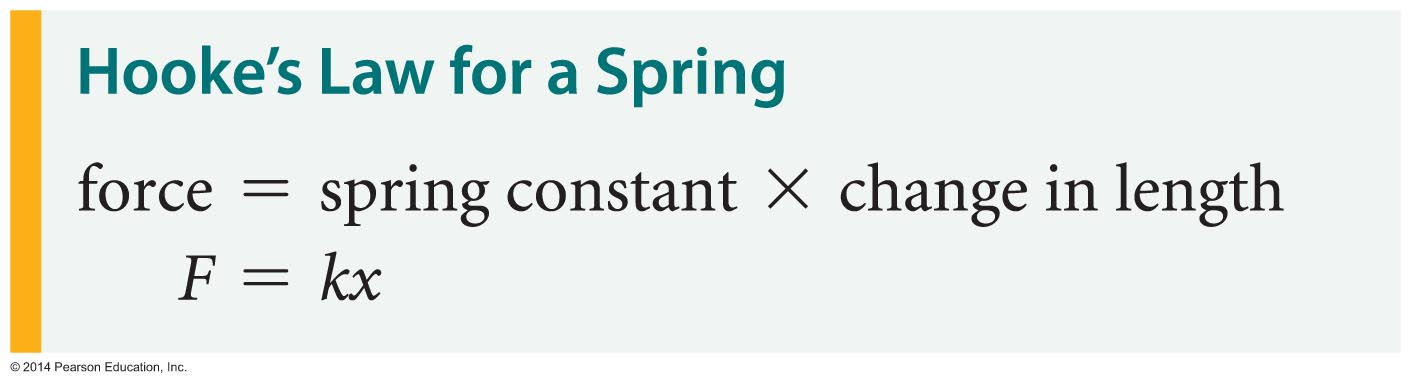 Hooke’s Law for a Spring
force = spring constant × change in length
F = kx
© 2014 Pearson Education, Inc.